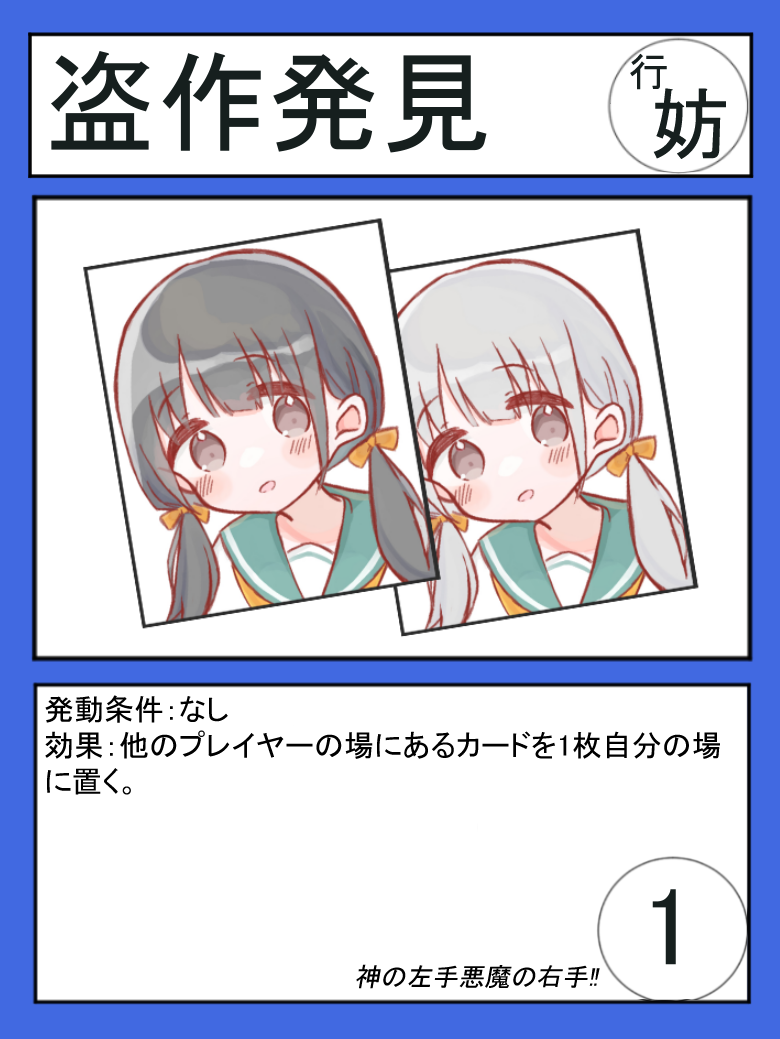 盗作発見
行
妨
発動条件：なし
効果：他のプレイヤーの場にあるカードを1枚自分の場
に置く。
1
神の左手悪魔の右手!!